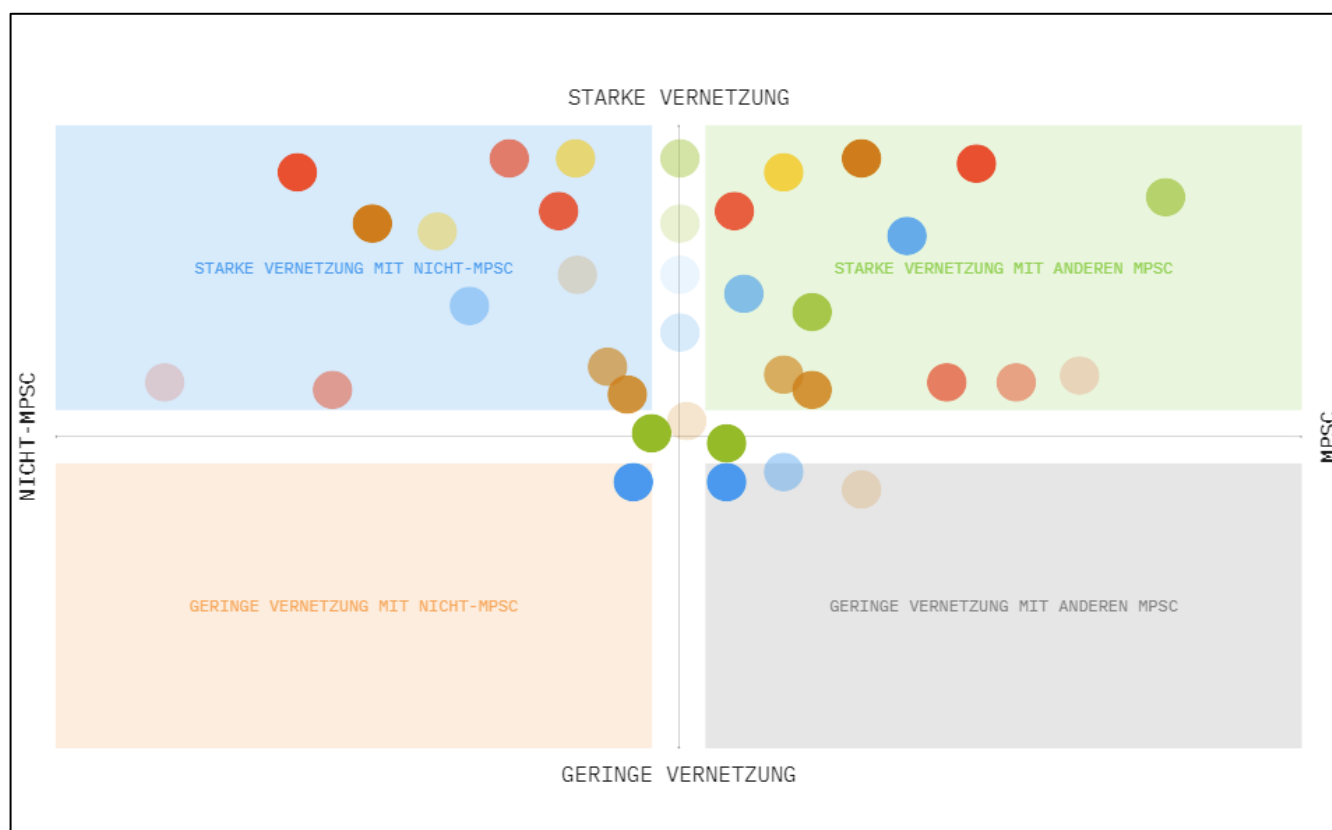 STARKE VERNETZUNG
STARKE VERNETZUNG MIT NICHT-MPSC
STARKE VERNETZUNG MIT ANDEREN MPSC
NICHT-MPSC
MPSC
GERINGE VERNETZUNG MIT NICHT-MPSC
GERINGE VERNETZUNG MIT ANDEREN MPSC
GERINGE VERNETZUNG